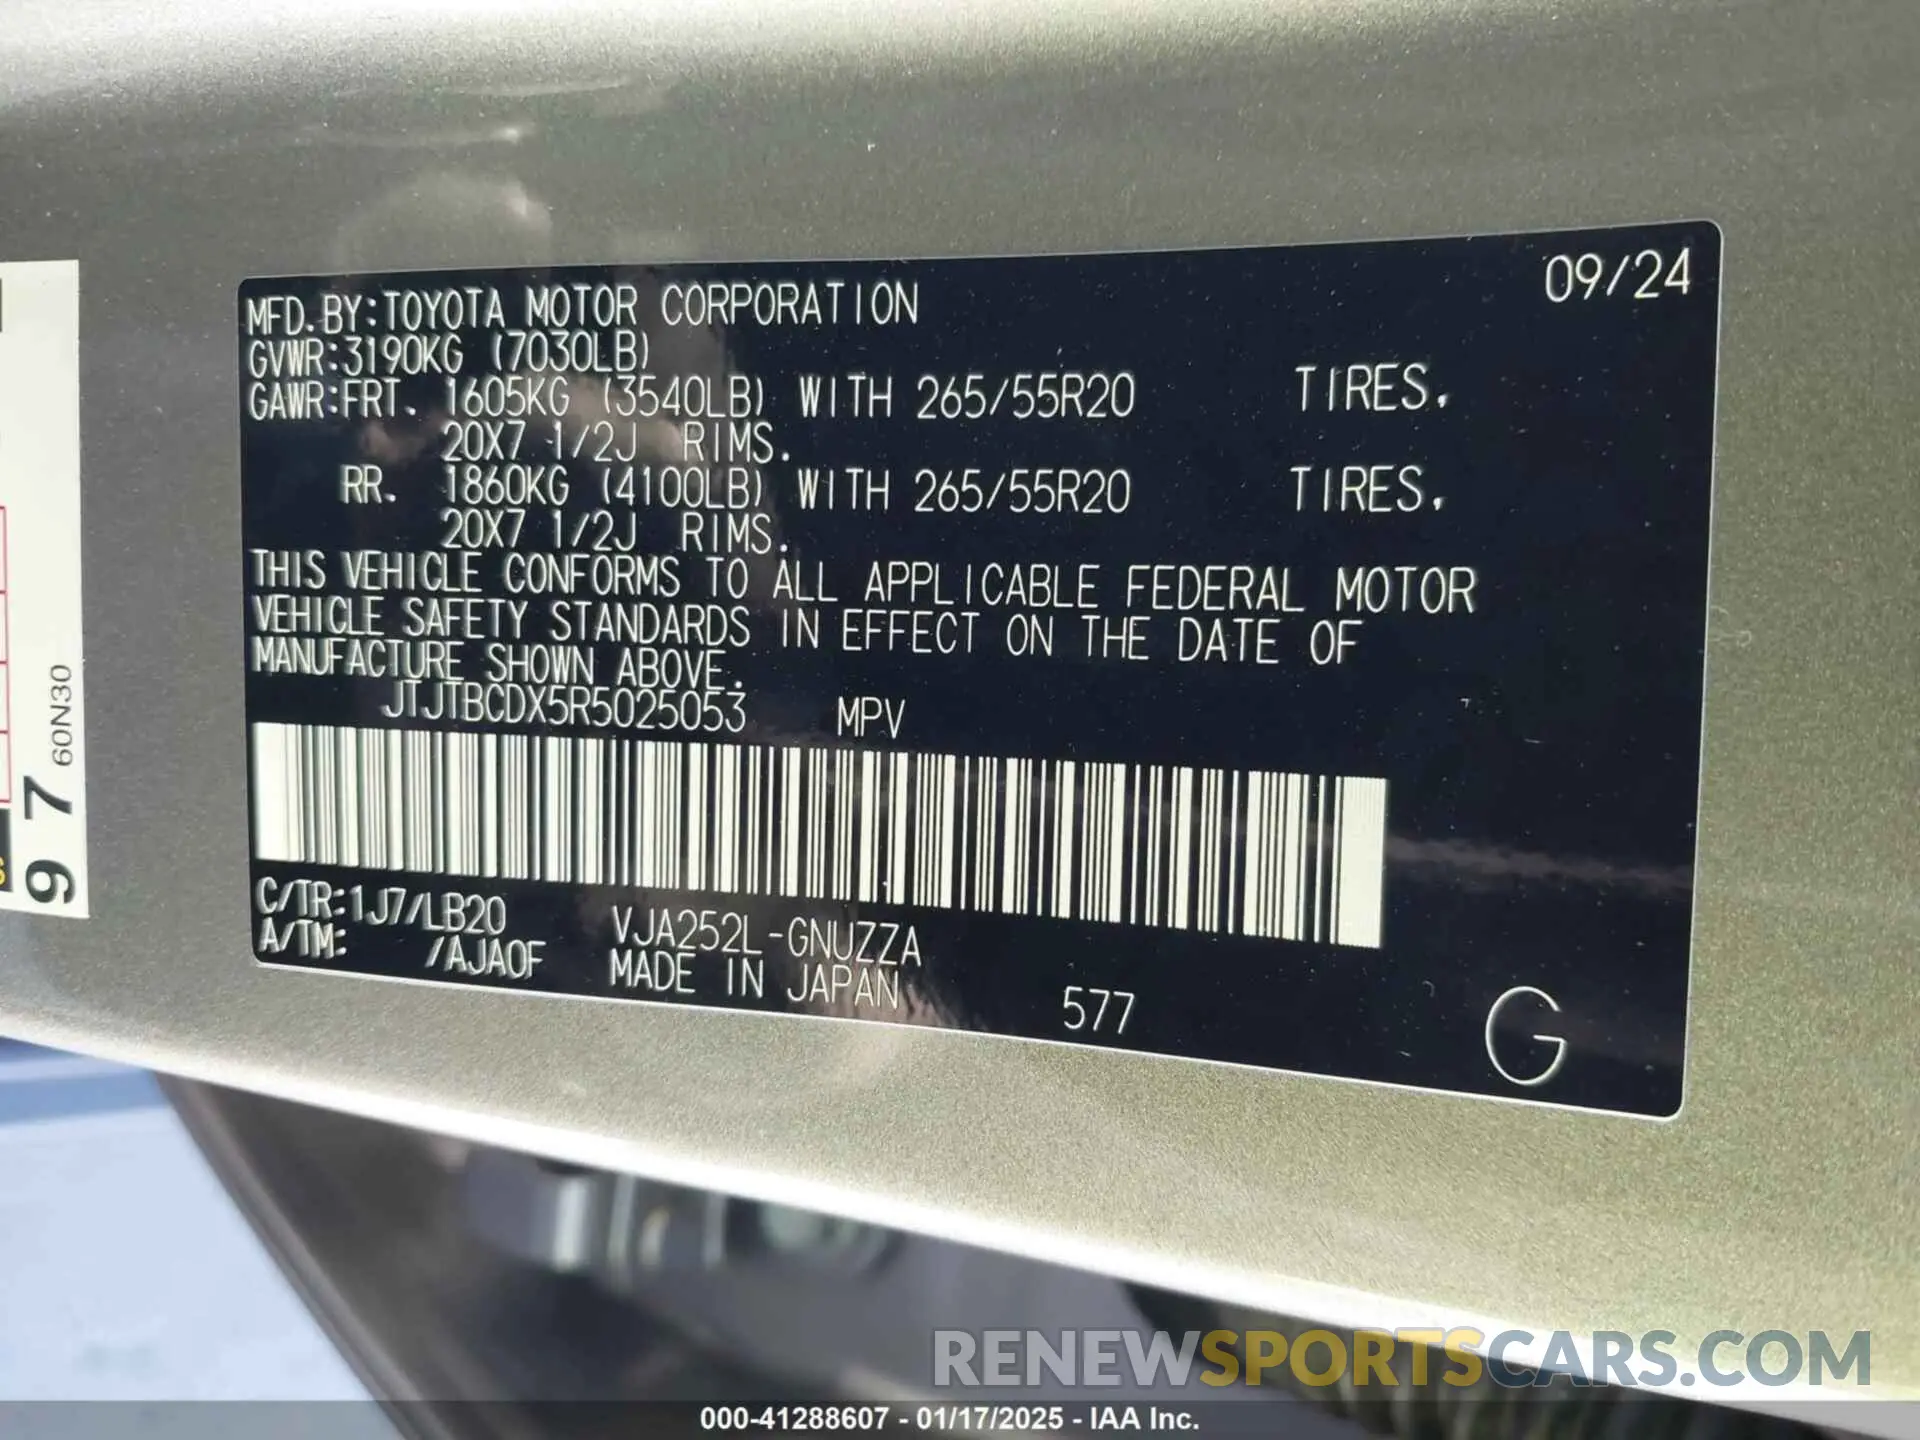 09/24
MFD. BY:TOYOTA MOTOR CORPORATION
GVWR:3190KG (7030LB)
GAWR:FRT. 1605KG (3540LB) WITH 265/55R20 TIRES,
20X7 1/2J RIMS.
RR. 1860KG (4100LB) WITH 265/55R20 TIRES,
20X7 1/2J RIMS.
THIS VEHICLE CONFORMS TO ALL APPLICABLE FEDERAL MOTOR
VEHICLE SAFETY STANDARDS IN EFFECT ON THE DATE OF
MANUFACTURE SHOWN ABOVE.
JTJTBCDX5R5025053 MPV
C/TR:1J7/LB20 VJA252L-GNUZZA
A/TM: /AJA0F MADE IN JAPAN 577
G
97 60N30
RENEWSPORTSCARS.COM
000-41288607 - 01/17/2025 - IAA Inc.